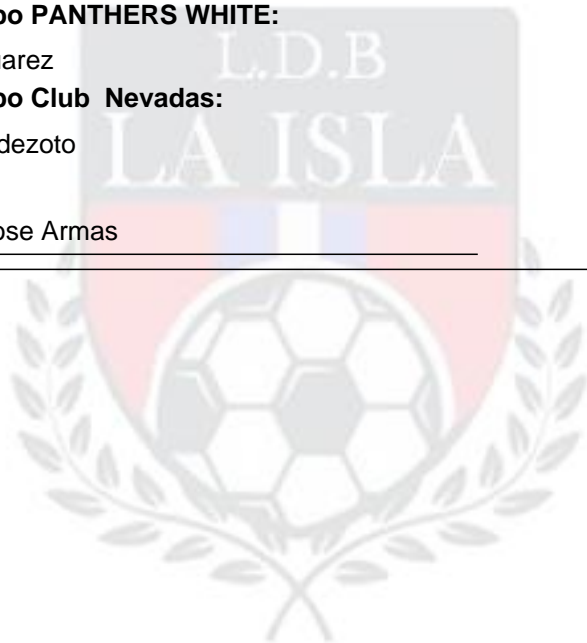 po PANTHERS WHITE:
arez
po Club  Nevadas:
dezoto
ose Armas
L.D.B
LA ISLA